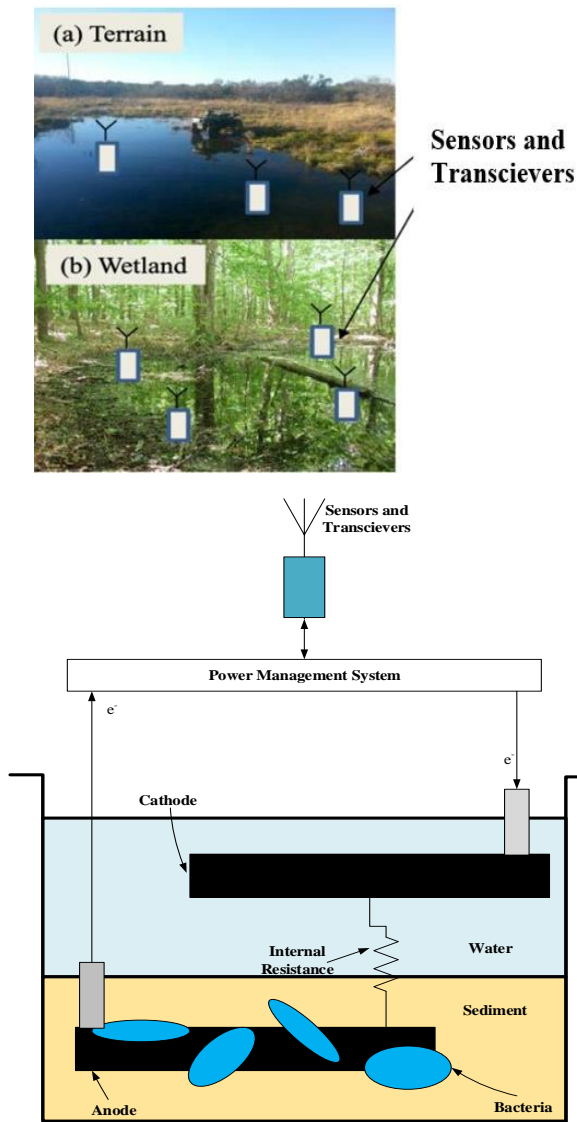 (a) Terrain
Sensors and
Transcievers
(b) Wetland
Sensors and
Transcievers
Power Management System
e-
e-
Cathode
Internal
Resistance
Water
Sediment
Anode
Bacteria